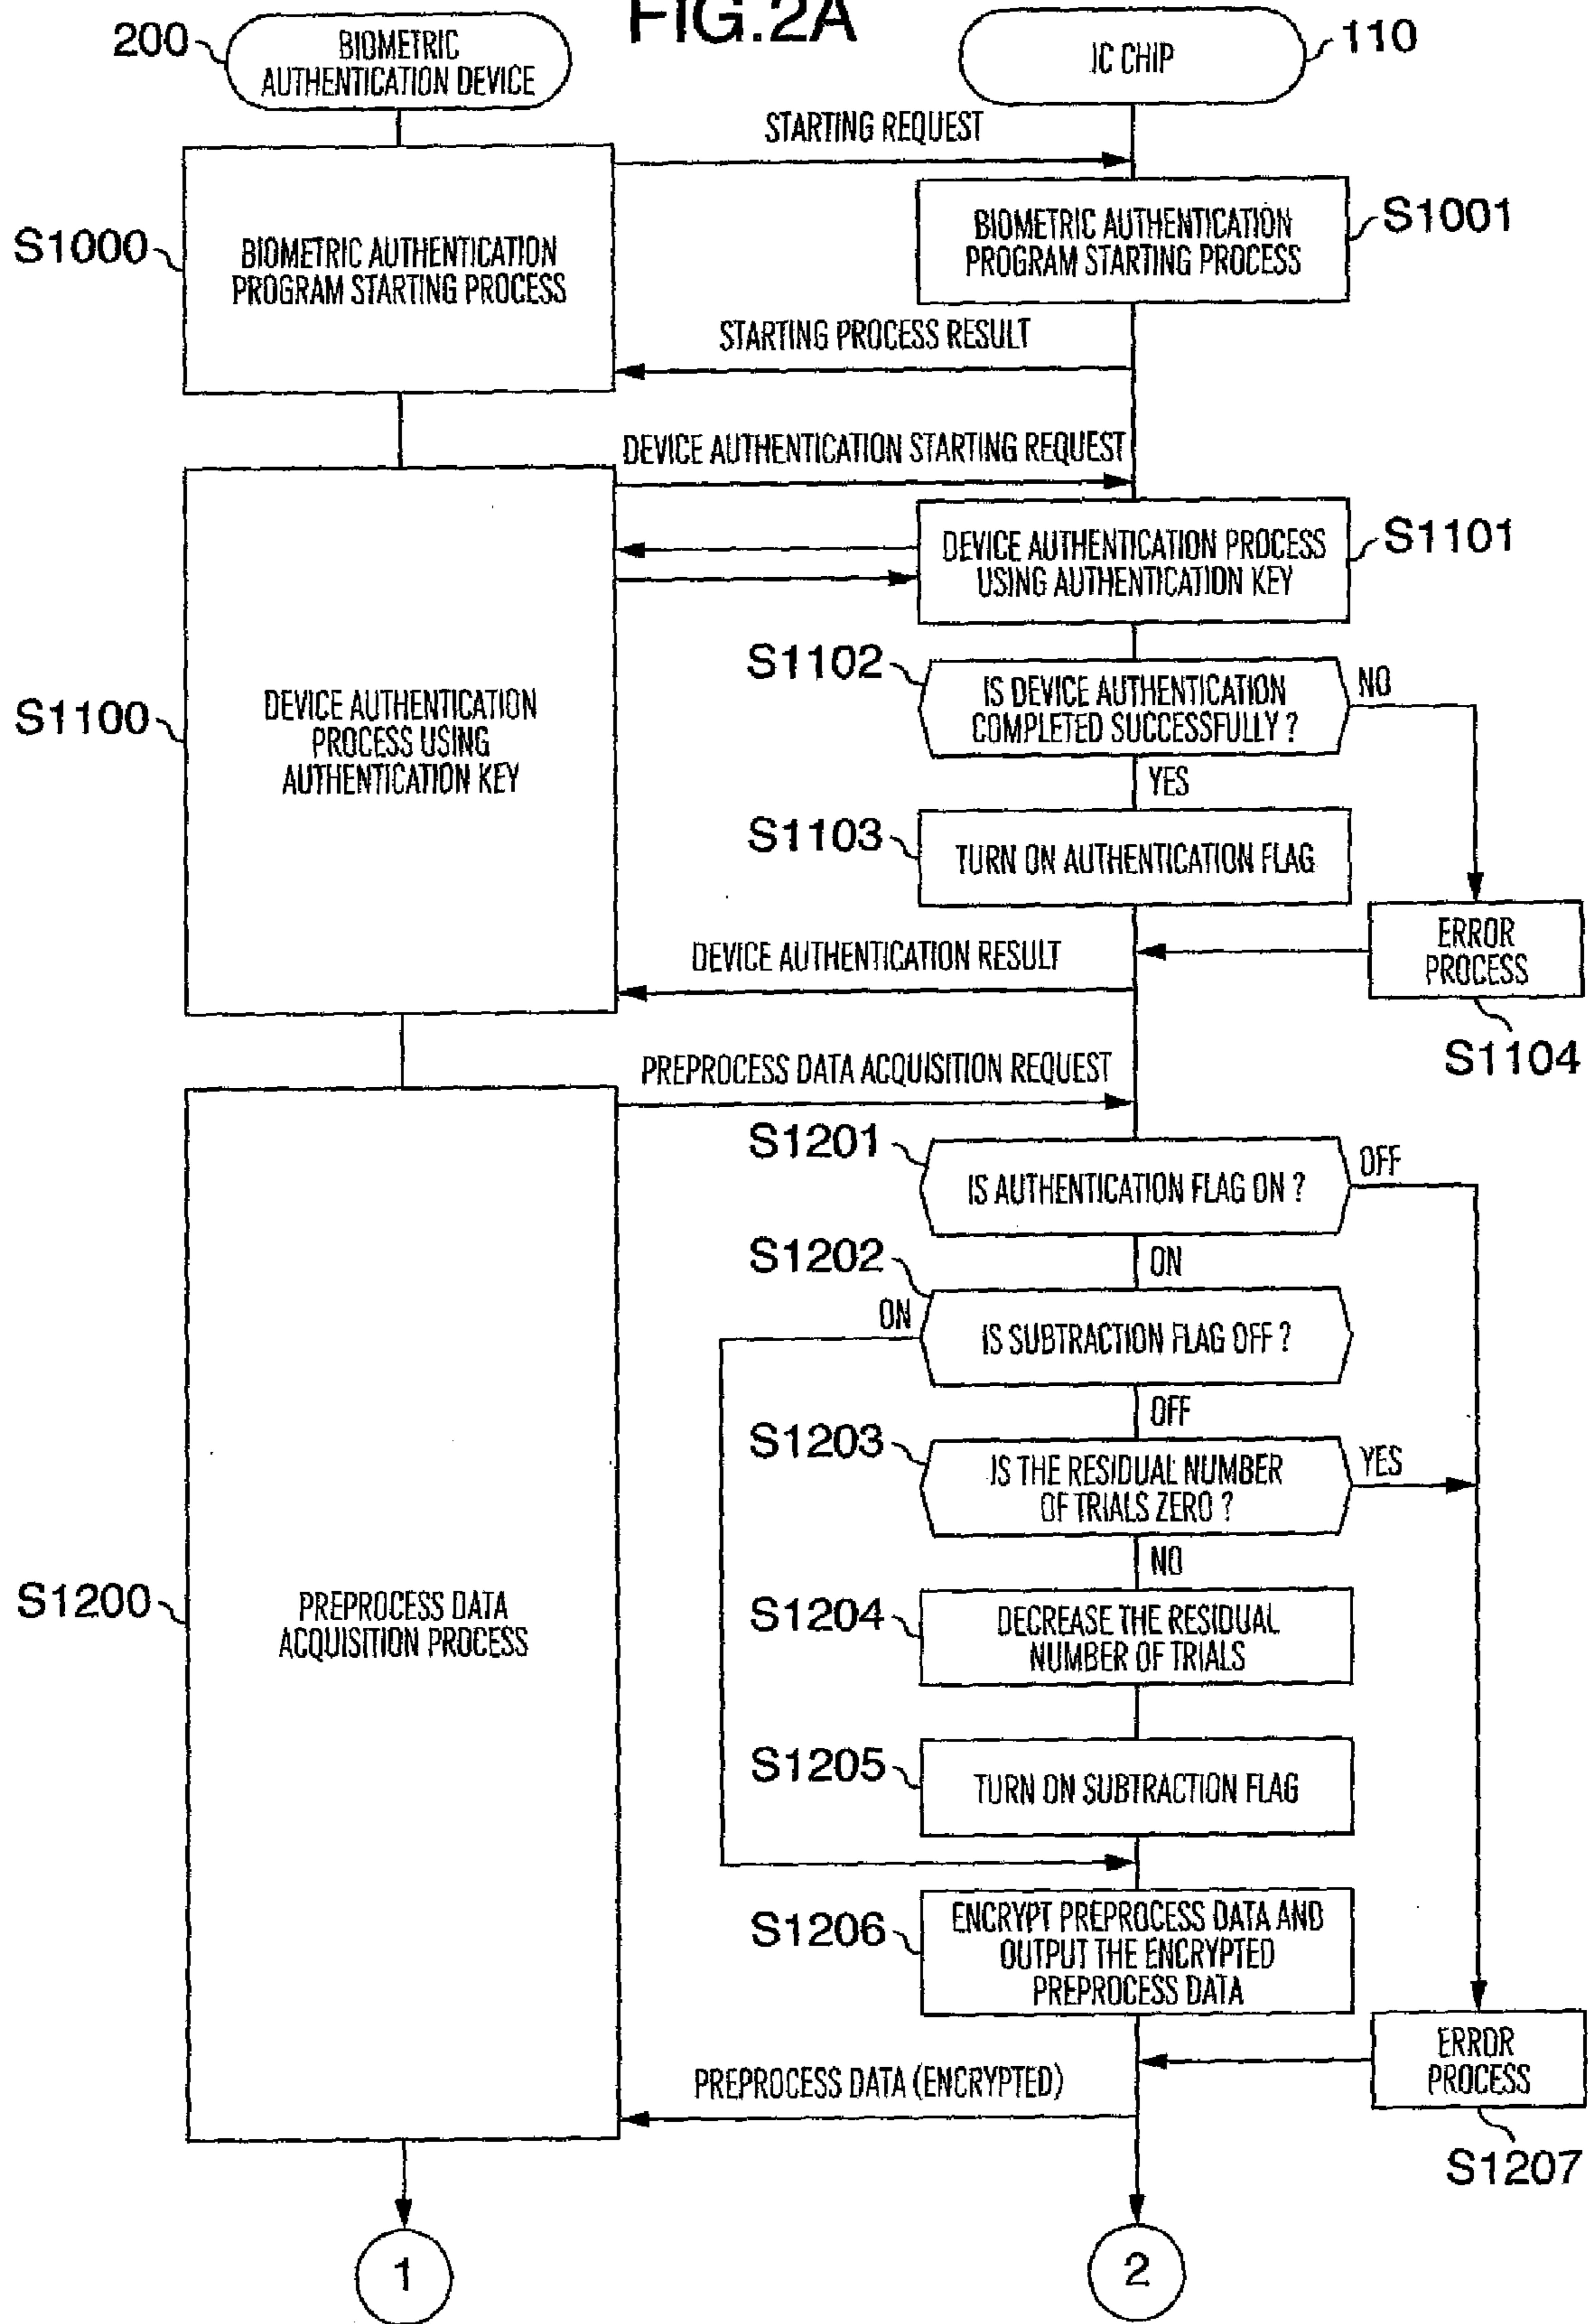 FIG.2A
200
BIOMETRIC
AUTHENTICATION DEVICE
IC CHIP
110
STARTING REQUEST
S1000
BIOMETRIC AUTHENTICATION
PROGRAM STARTING PROCESS
BIOMETRIC AUTHENTICATION
PROGRAM STARTING PROCESS
S1001
STARTING PROCESS RESULT
DEVICE AUTHENTICATION STARTING REQUEST
S1100
DEVICE AUTHENTICATION
PROCESS USING
AUTHENTICATION KEY
DEVICE AUTHENTICATION PROCESS
USING AUTHENTICATION KEY
S1101
S1102
IS DEVICE AUTHENTICATION
COMPLETED SUCCESSFULLY ?
NO
YES
S1103
TURN ON AUTHENTICATION FLAG
ERROR
PROCESS
S1104
DEVICE AUTHENTICATION RESULT
PREPROCESS DATA ACQUISITION REQUEST
S1200
PREPROCESS DATA
ACQUISITION PROCESS
S1201
IS AUTHENTICATION FLAG ON ?
OFF
ON
S1202
ON
IS SUBTRACTION FLAG OFF ?
OFF
S1203
IS THE RESIDUAL NUMBER
OF TRIALS ZERO ?
YES
NO
S1204
DECREASE THE RESIDUAL
NUMBER OF TRIALS
S1205
TURN ON SUBTRACTION FLAG
S1206
ENCRYPT PREPROCESS DATA AND
OUTPUT THE ENCRYPTED
PREPROCESS DATA
ERROR
PROCESS
S1207
PREPROCESS DATA (ENCRYPTED)
1
2